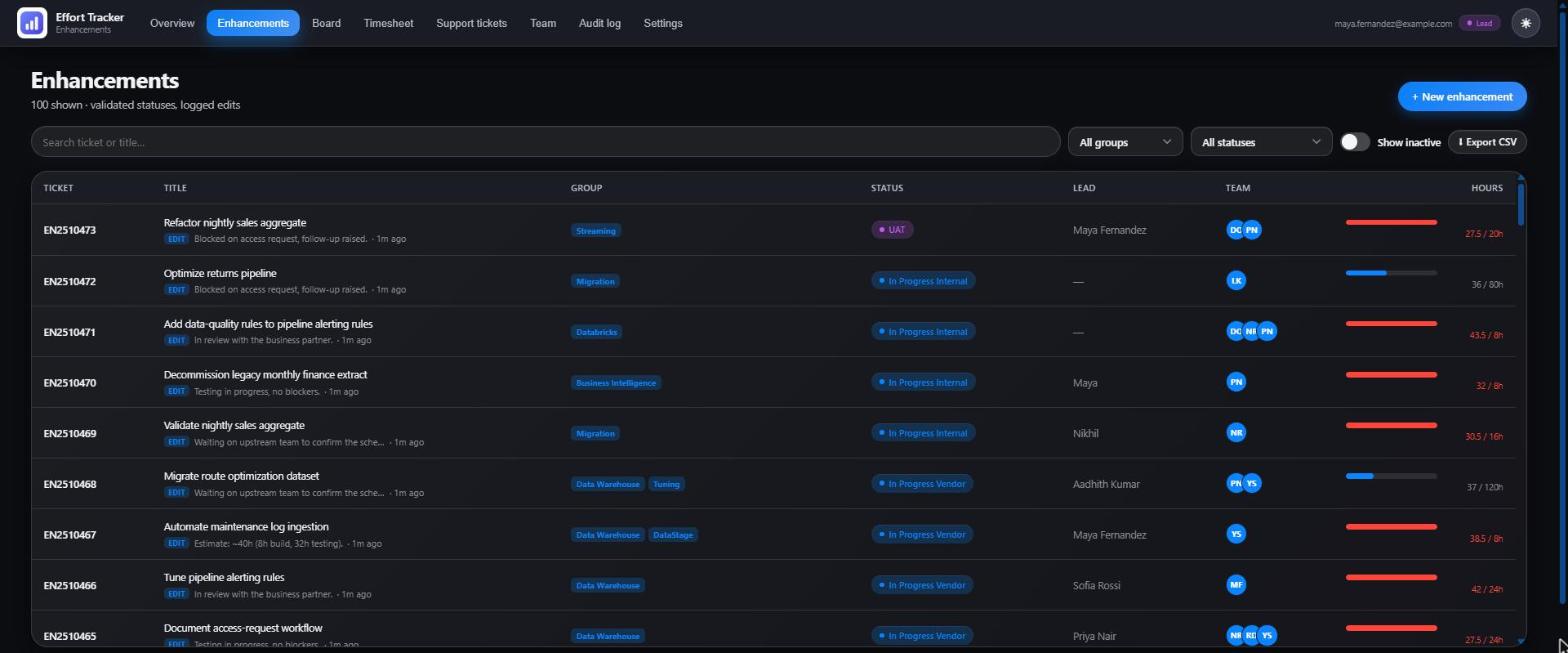 Effort Tracker
Enhancements
Overview Enhancements Board Timesheet Support tickets Team Audit log Settings
maya.fernandez@example.com Lead
Enhancements
100 shown · validated statuses, logged edits
+ New enhancement
Search ticket or title...
All groups All statuses Show inactive ⬇ Export CSV
TICKET TITLE GROUP STATUS LEAD TEAM HOURS
EN2510473 Refactor nightly sales aggregate Streaming UAT Maya Fernandez DC PN 27.5 / 20h
EDIT Blocked on access request, follow-up raised. · 1m ago
EN2510472 Optimize returns pipeline Migration In Progress Internal — LK 36 / 80h
EDIT Blocked on access request, follow-up raised. · 1m ago
EN2510471 Add data-quality rules to pipeline alerting rules Databricks In Progress Internal — DC NR PN 43.5 / 8h
EDIT In review with the business partner. · 1m ago
EN2510470 Decommission legacy monthly finance extract Business Intelligence In Progress Internal Maya PN 32 / 8h
EDIT Testing in progress, no blockers. · 1m ago
EN2510469 Validate nightly sales aggregate Migration In Progress Internal Nikhil NR 30.5 / 16h
EDIT Waiting on upstream team to confirm the sche... · 1m ago
EN2510468 Migrate route optimization dataset Data Warehouse Tuning In Progress Vendor Aadhith Kumar PN YS 37 / 120h
EDIT Waiting on upstream team to confirm the sche... · 1m ago
EN2510467 Automate maintenance log ingestion Data Warehouse DataStage In Progress Vendor Maya Fernandez YS 38.5 / 8h
EDIT Estimate: ~40h (8h build, 32h testing). · 1m ago
EN2510466 Tune pipeline alerting rules Data Warehouse In Progress Vendor Sofia Rossi MF 42 / 24h
EDIT In review with the business partner. · 1m ago
EN2510465 Document access-request workflow Data Warehouse In Progress Vendor Priya Nair NR RD YS 27.5 / 24h
EDIT Testing in progress, no blockers. · 1m ago